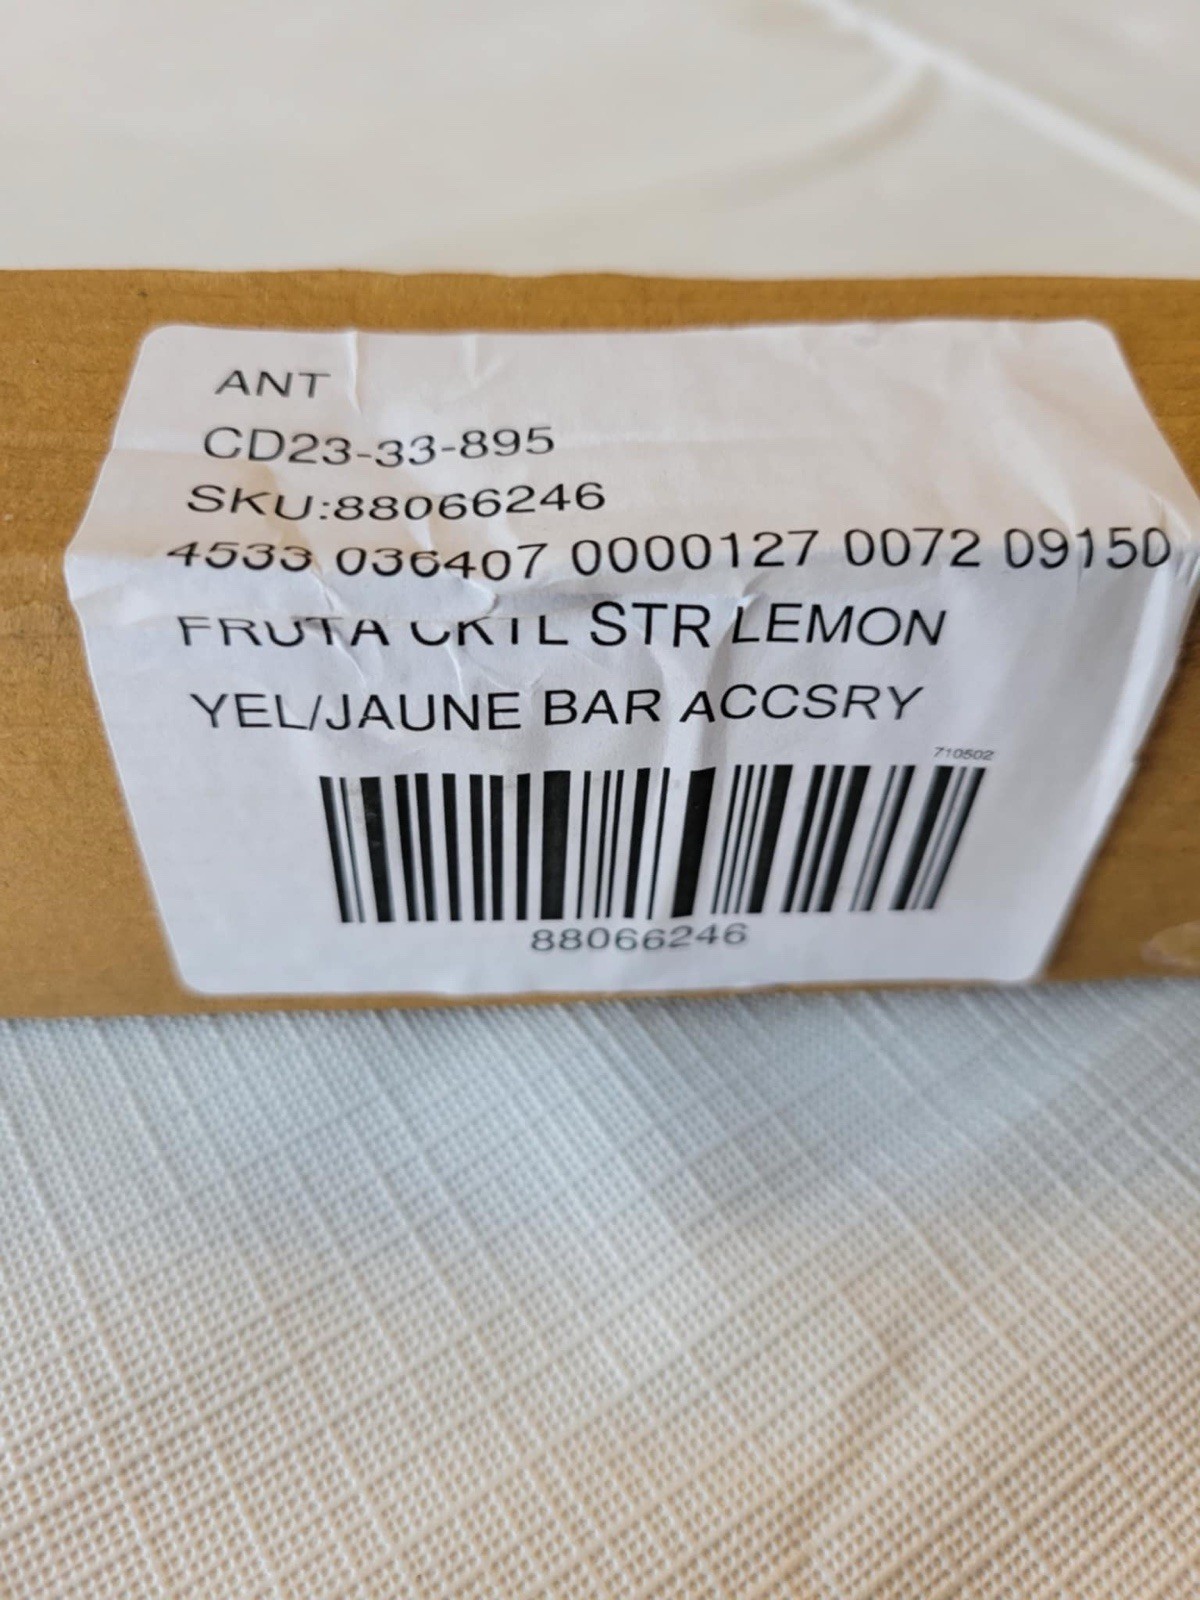 ANT
CD23-33-895
SKU:88066246
4533 036407 0000127 0072 09150
FRUTA CKTL STR LEMON
YEL/JAUNE BAR ACCSRY
710502
88066246